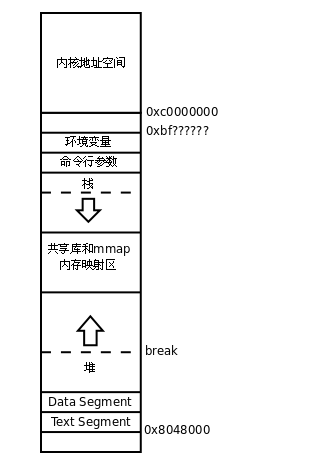 内核地址空间
0xc0000000
0xbf??????
环境变量
命令行参数
栈
共享库和mmap
内存映射区
break
堆
Data Segment
Text Segment
0x8048000